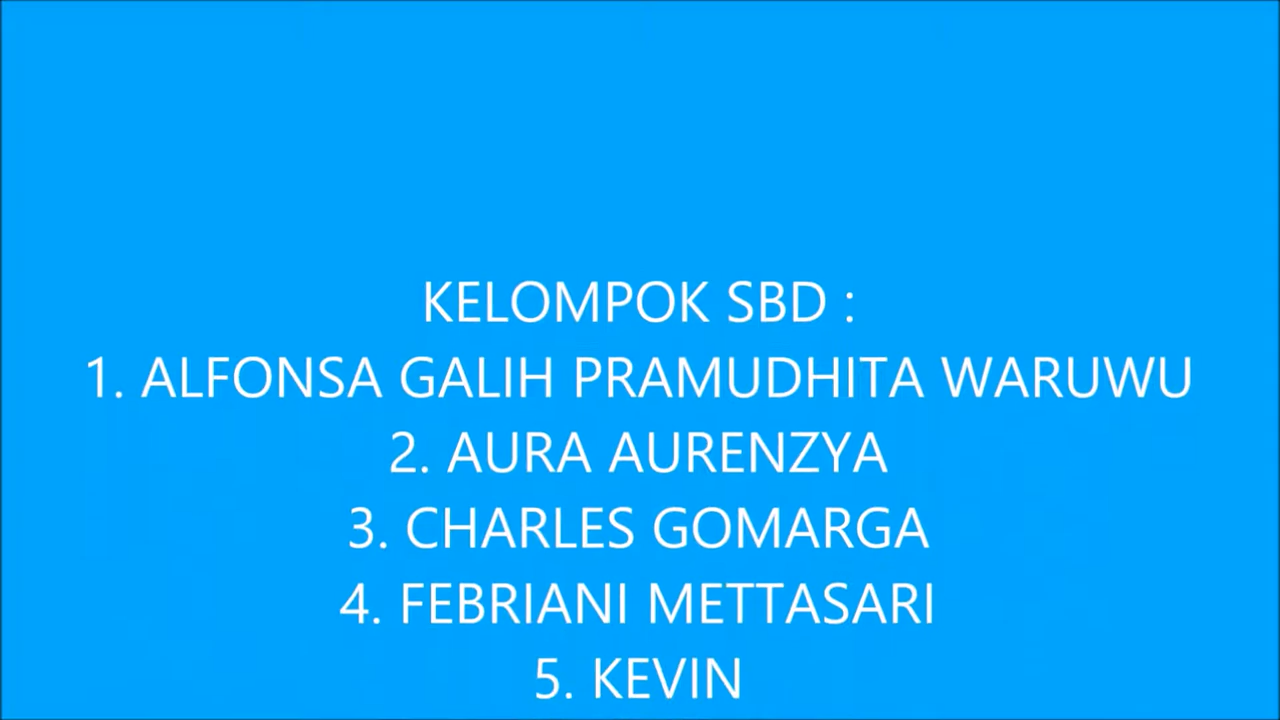 KELOMPOK SBD :
1. ALFONSA GALIH PRAMUDHITA WARUWU
2. AURA AURENZYA
3. CHARLES GOMARGA
4. FEBRIANI METTASARI
5. KEVIN